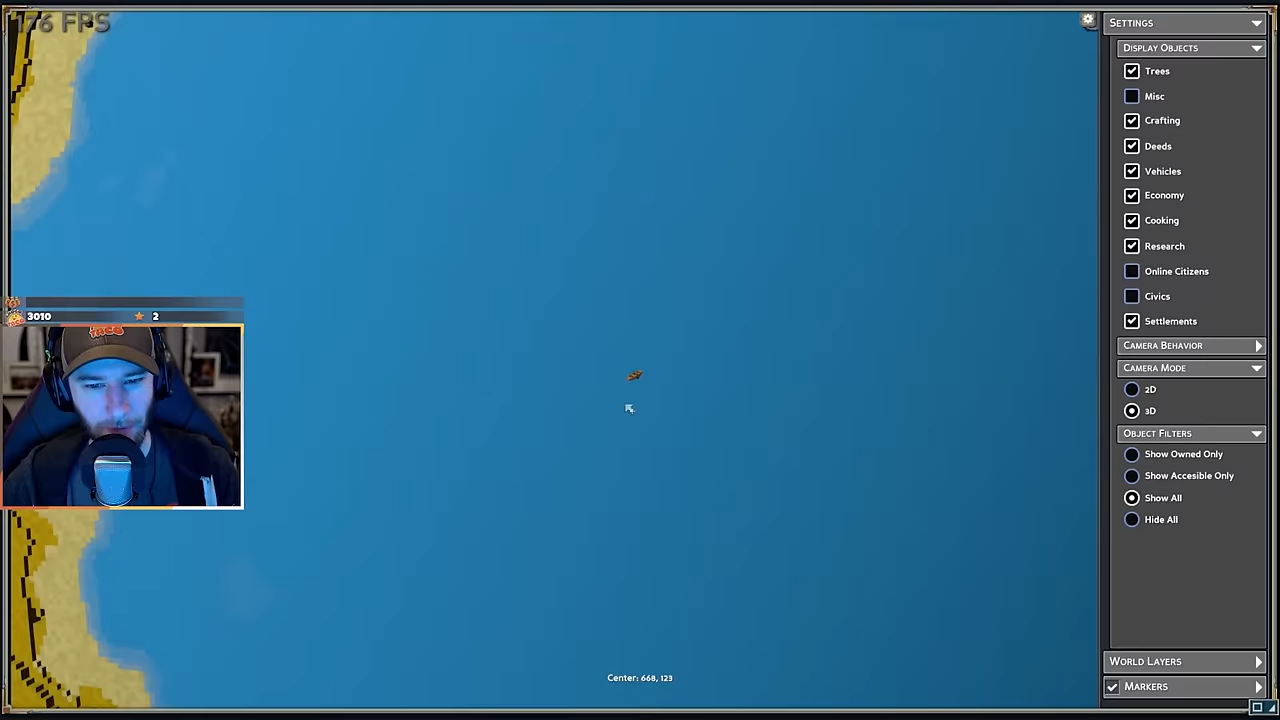 176 FPS
SETTINGS
DISPLAY OBJECTS
Trees
Misc
Crafting
Deeds
Vehicles
Economy
Cooking
Research
Online Citizens
Civics
Settlements
CAMERA BEHAVIOR
CAMERA MODE
2D
3D
OBJECT FILTERS
Show Owned Only
Show Accesible Only
Show All
Hide All
3010
2
Center: 668, 123
WORLD LAYERS
MARKERS